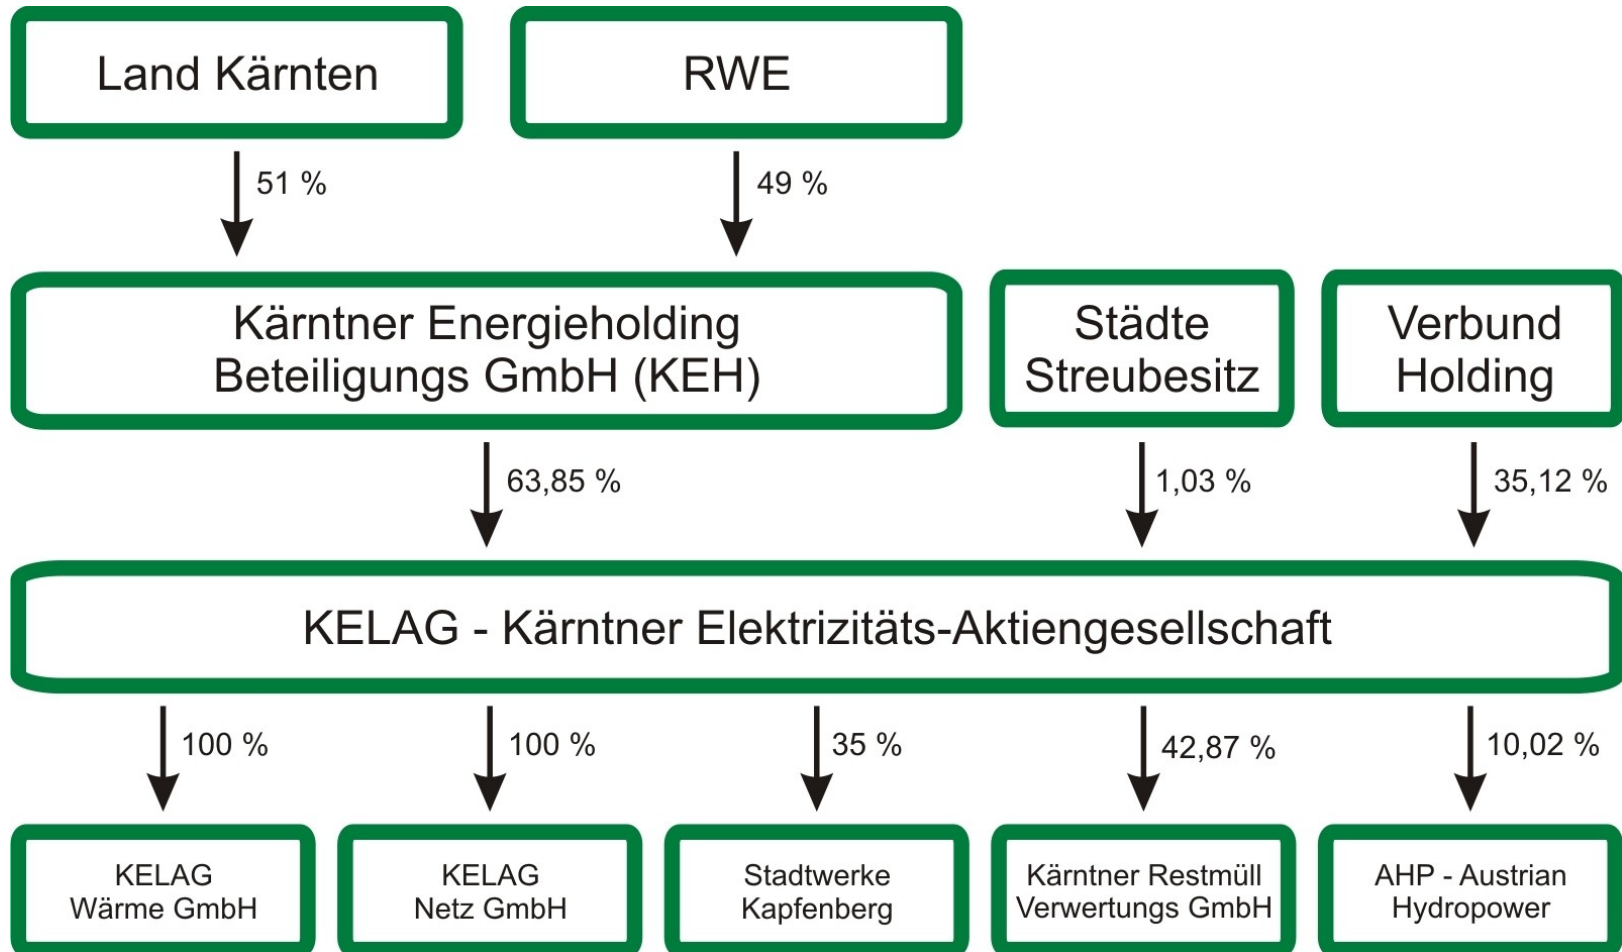 Land Kärnten
RWE
51 %
49 %
Kärntner Energieholding
Beteiligungs GmbH (KEH)
Städte
Streubesitz
Verbund
Holding
63,85 %
1,03 %
35,12 %
KELAG - Kärntner Elektrizitäts-Aktiengesellschaft
100 %
100 %
35 %
42,87 %
10,02 %
KELAG
Wärme GmbH
KELAG
Netz GmbH
Stadtwerke
Kapfenberg
Kärntner Restmüll
Verwertungs GmbH
AHP - Austrian
Hydropower